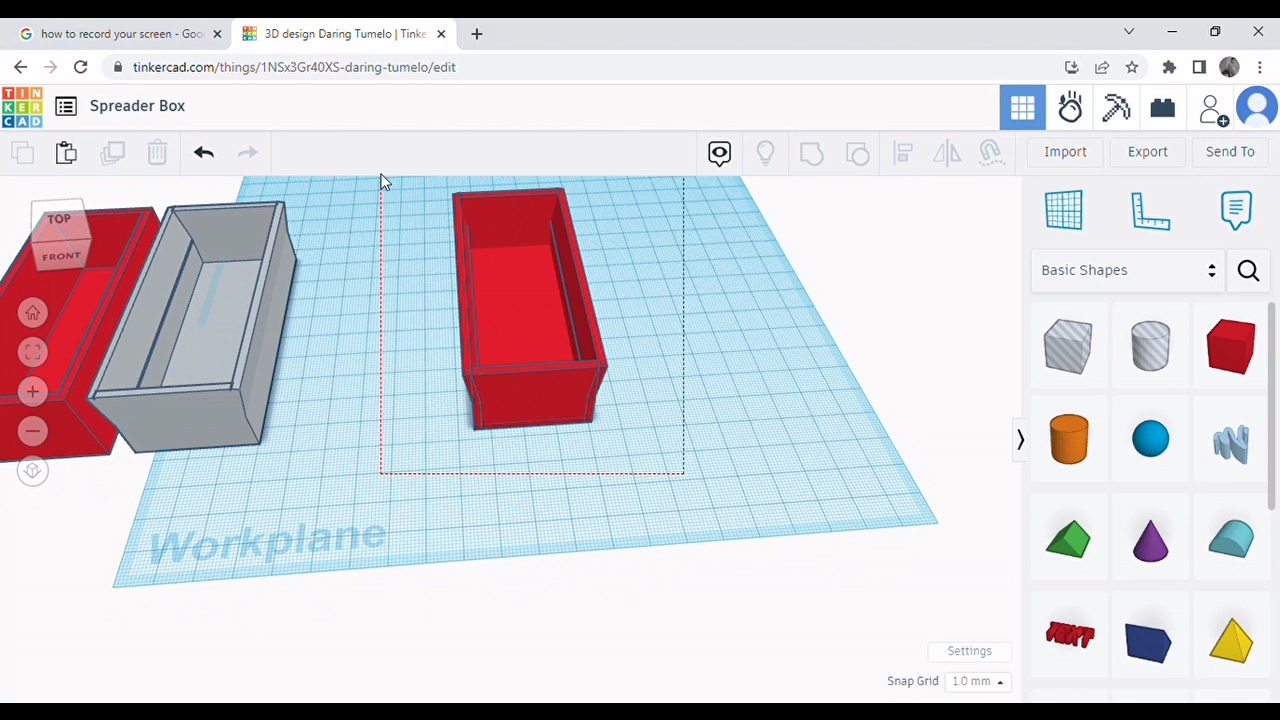 how to record your screen - Goo
3D design Daring Tumelo | Tinke
tinkercad.com/things/1NSx3Gr40XS-daring-tumelo/edit
TIN
KER
CAD
Spreader Box
Import
Export
Send To
TOP
FRONT
Basic Shapes
TEXT
Workplane
Settings
Snap Grid
1.0 mm